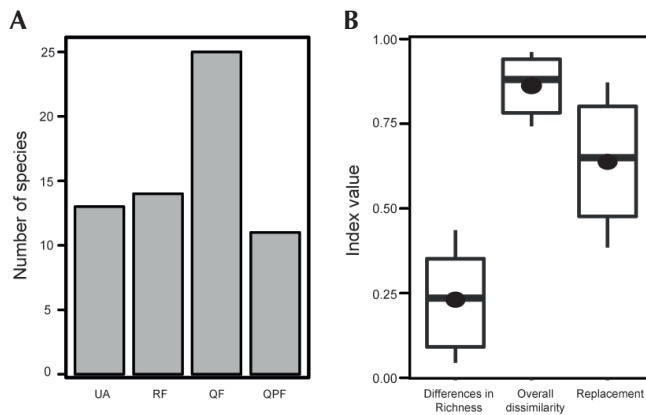 A
Number of species
25
20
15
10
5
0
UA RF QF QPF
B
Index value
1.00
0.75
0.50
0.25
0.00
Differences in Richness
Overall dissimilarity
Replacement